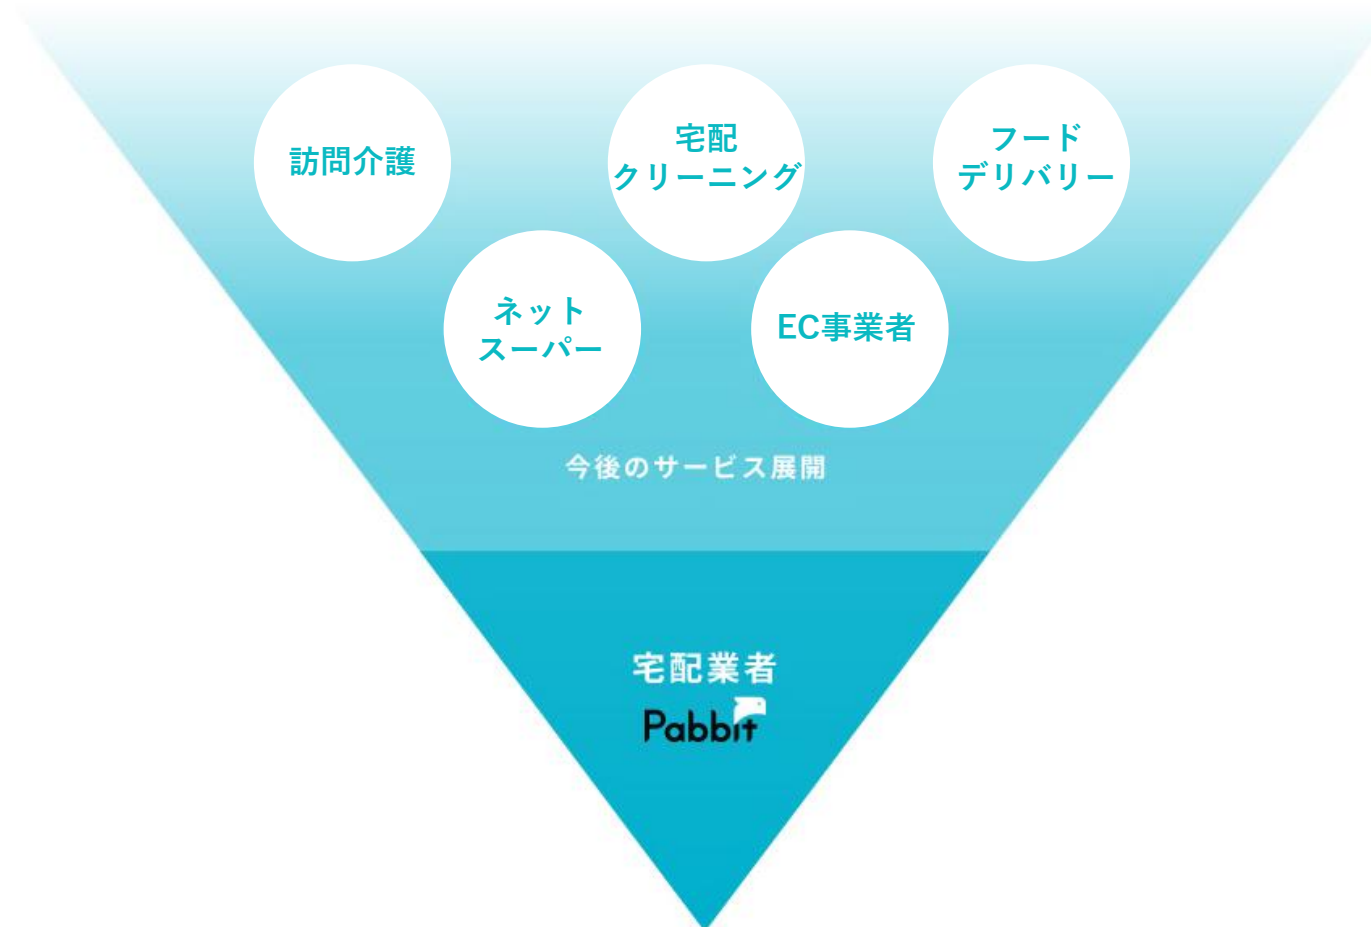 訪問介護
宅配
クリーニング
フード
デリバリー
ネット
スーパー
EC事業者
今後のサービス展開
宅配業者
Pabbit